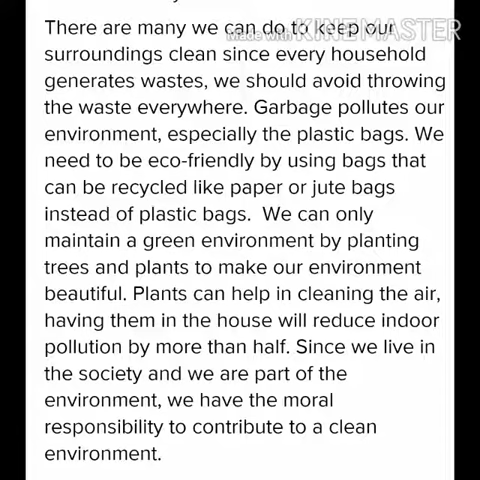 Made with KINEMASTER
There are many we can do to keep our
surroundings clean since every household
generates wastes, we should avoid throwing
the waste everywhere. Garbage pollutes our
environment, especially the plastic bags. We
need to be eco-friendly by using bags that
can be recycled like paper or jute bags
instead of plastic bags. We can only
maintain a green environment by planting
trees and plants to make our environment
beautiful. Plants can help in cleaning the air,
having them in the house will reduce indoor
pollution by more than half. Since we live in
the society and we are part of the
environment, we have the moral
responsibility to contribute to a clean
environment.